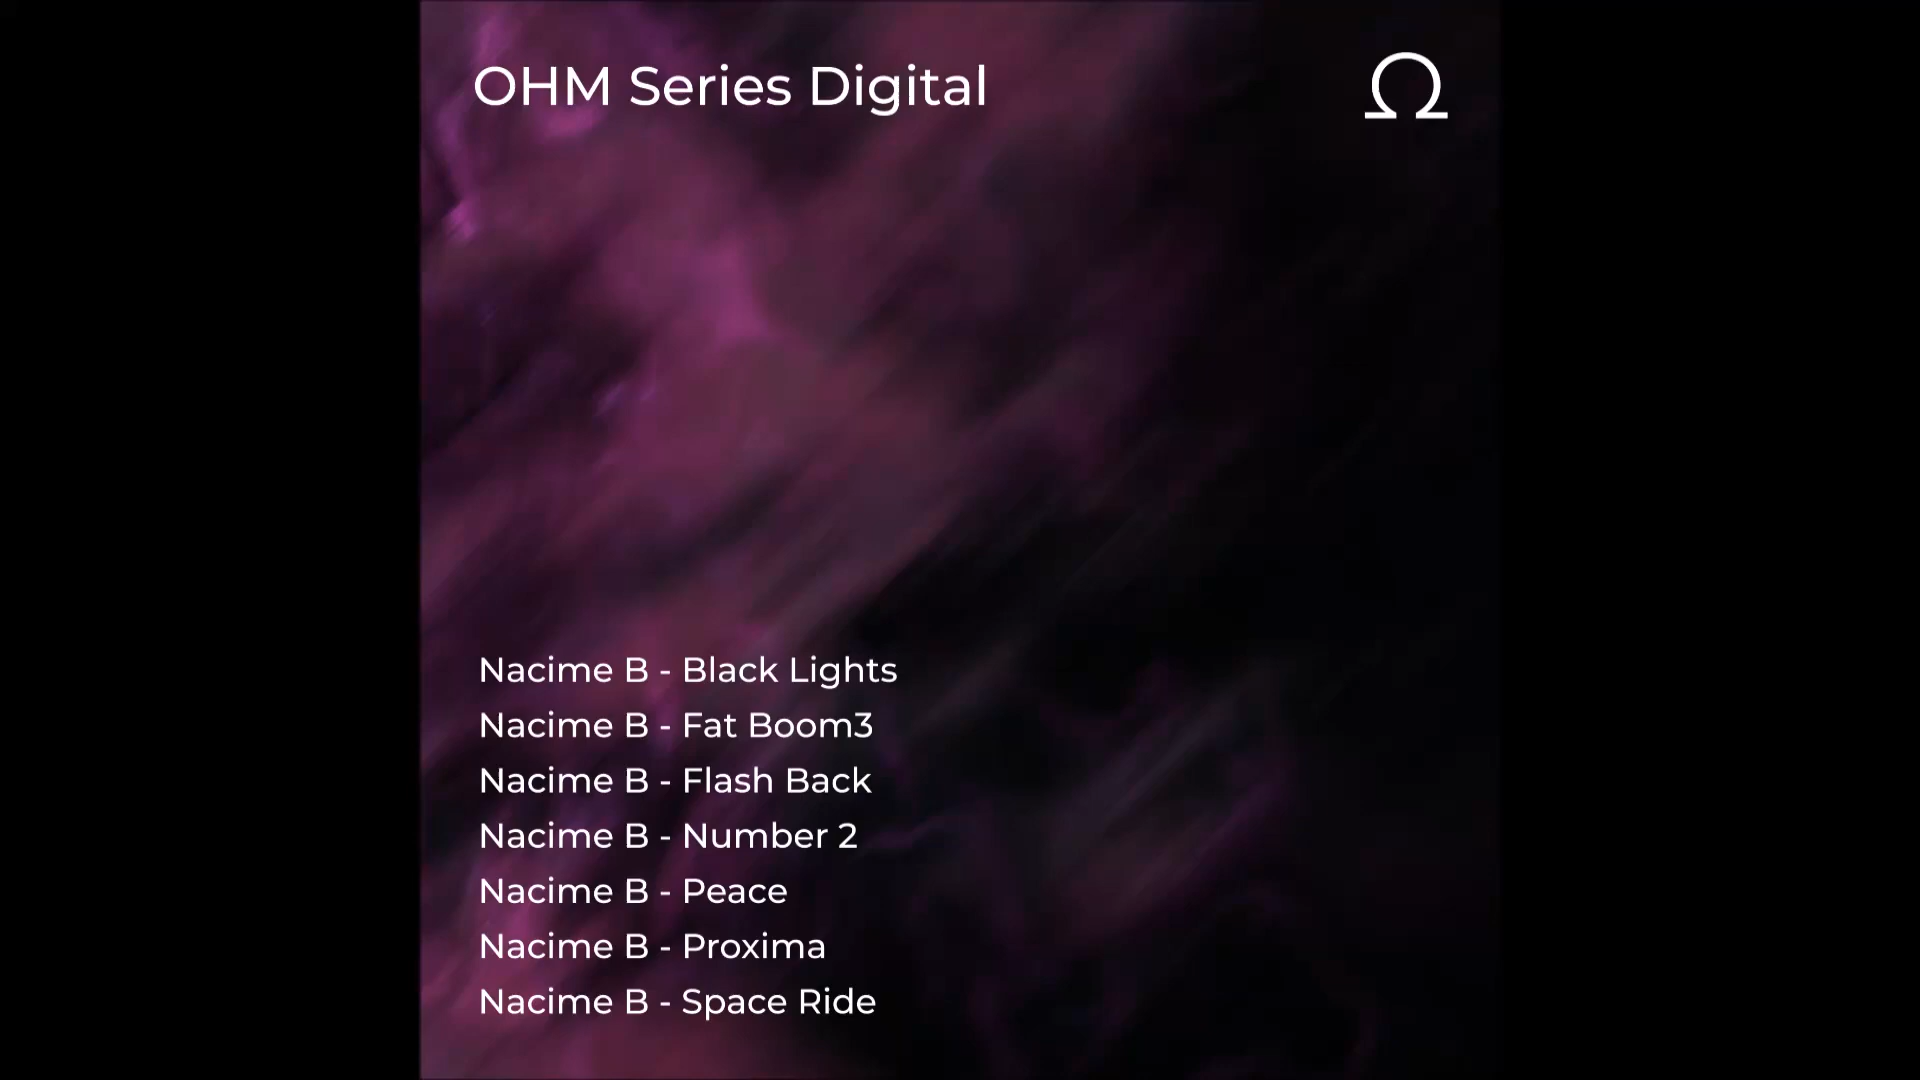 OHM Series Digital
Ω
Nacime B - Black Lights
Nacime B - Fat Boom3
Nacime B - Flash Back
Nacime B - Number 2
Nacime B - Peace
Nacime B - Proxima
Nacime B - Space Ride